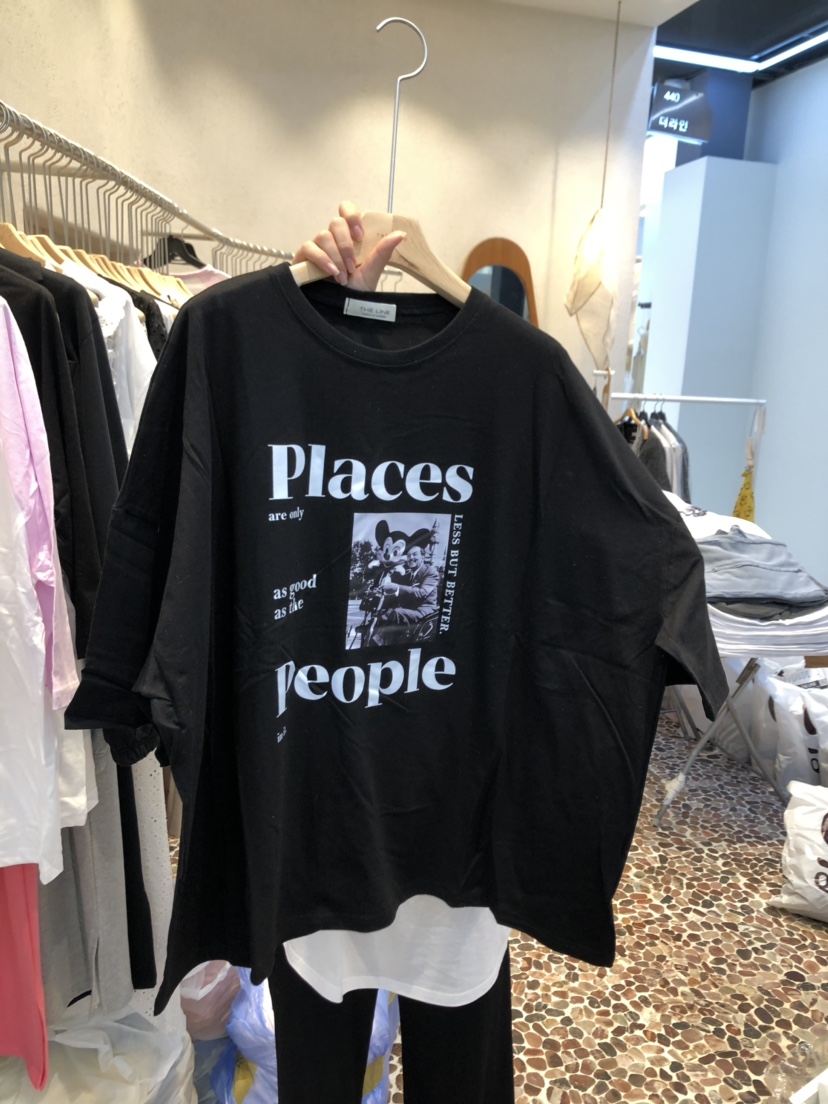 440
더라인
THE LINE
Places
are only
LESS BUT BETTER.
as good
as the
People